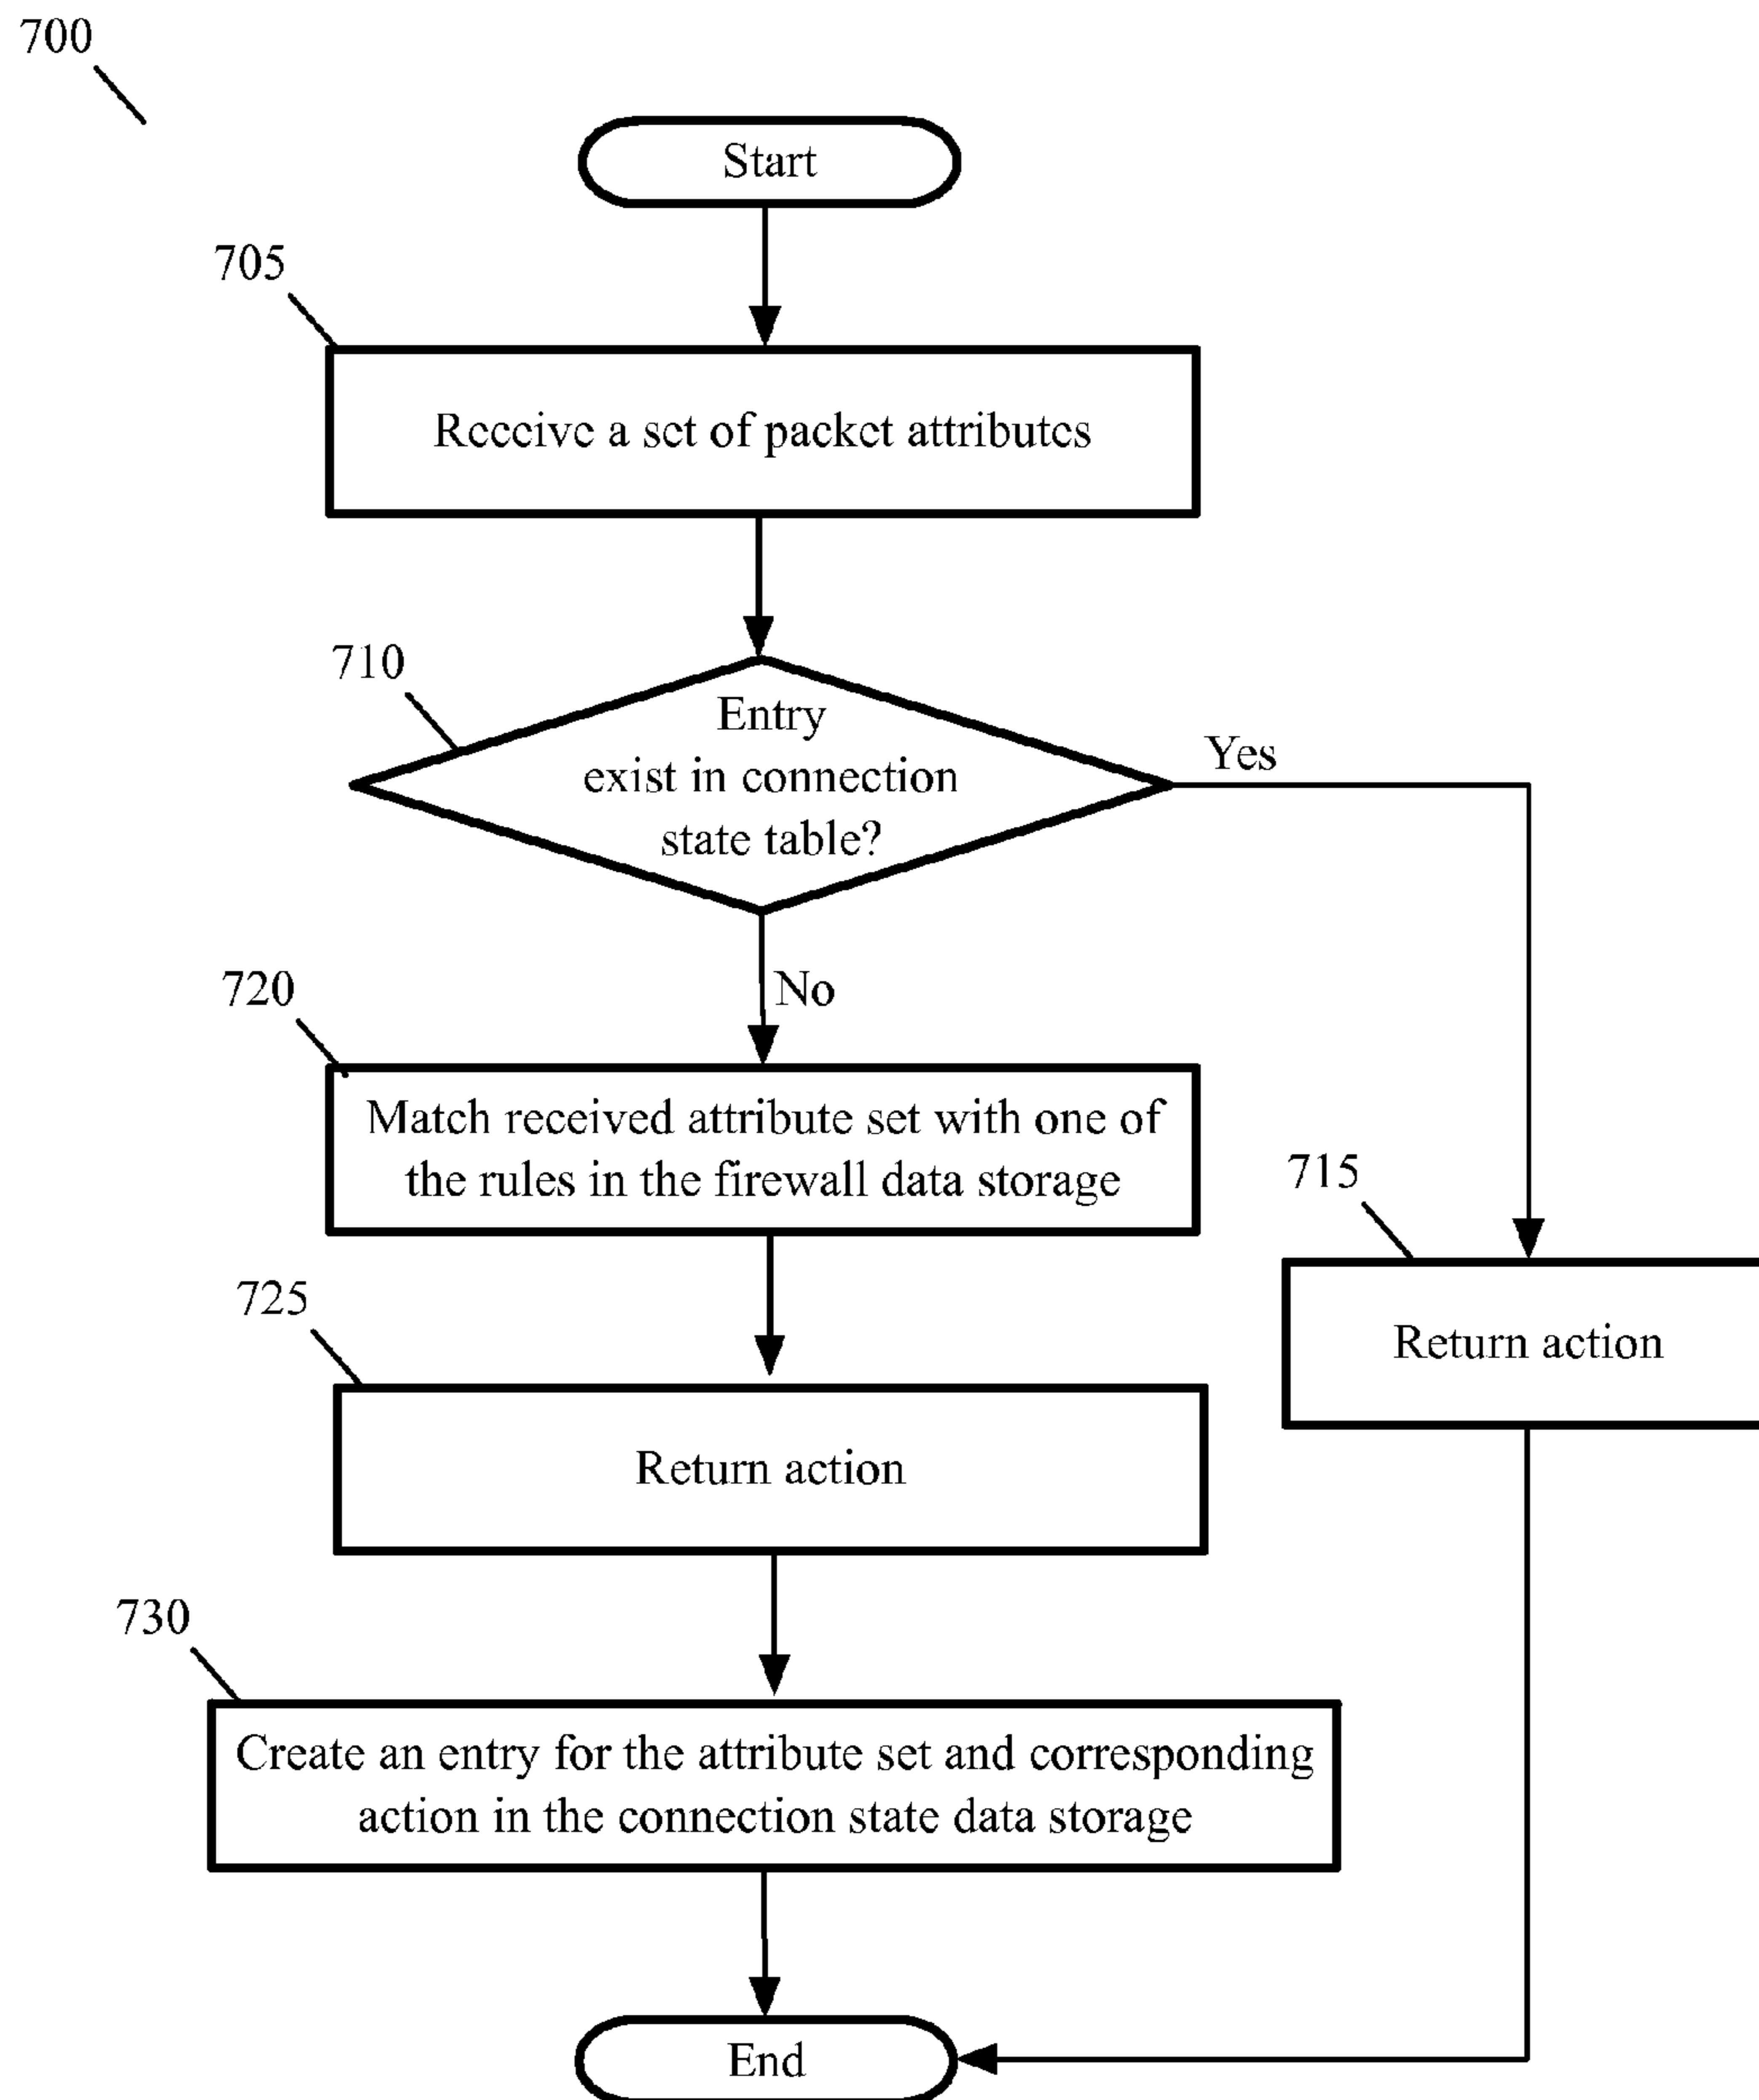 700
Start
705
Receive a set of packet attributes
710
Entry
exist in connection
state table?
Yes
No
720
Match received attribute set with one of
the rules in the firewall data storage
715
Return action
725
Return action
730
Create an entry for the attribute set and corresponding
action in the connection state data storage
End